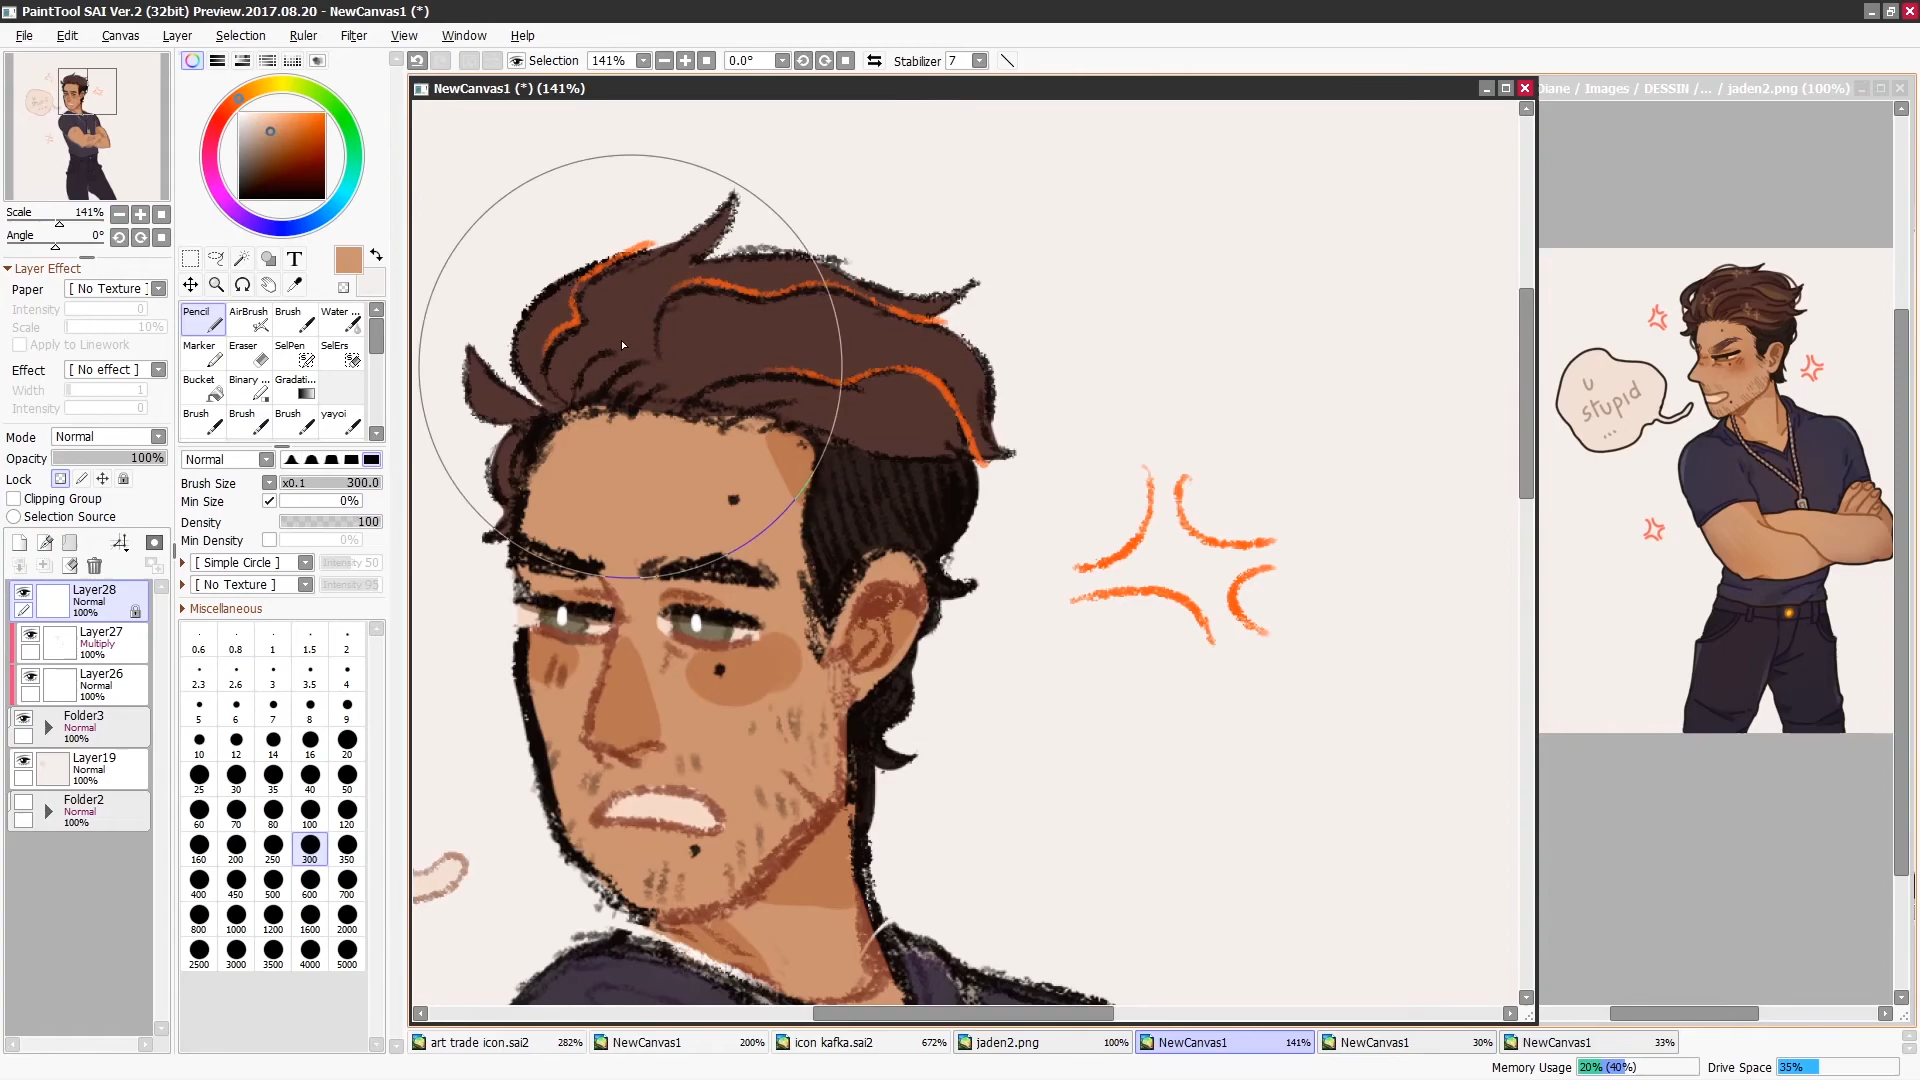 PaintTool SAI Ver.2 (32bit) Preview.2017.08.20 - NewCanvas1 (*)
File Edit Canvas Layer Selection Ruler Filter View Window Help
Selection 141% 0.0° Stabilizer 7
NewCanvas1 (*) (141%)
Diane / Images / DESSIN /... / jaden2.png (100%)
Scale 141%
Angle 0°
Layer Effect
Paper [ No Texture ]
Intensity 0
Scale 10%
Apply to Linework
Effect [ No effect ]
Width 1
Intensity 0
Mode Normal
Opacity 100%
Lock
Clipping Group
Selection Source
Layer28
Normal
100%
Layer27
Multiply
100%
Layer26
Normal
100%
Folder3
Normal
100%
Layer19
Normal
100%
Folder2
Normal
100%
T
Pencil AirBrush Brush Water ...
Marker Eraser SelPen SelErs
Bucket Binary ... Gradati...
Brush Brush Brush yayoi
Normal
Brush Size x0.1 300.0
Min Size 0%
Density 100
Min Density 0%
[ Simple Circle ] Intensity 50
[ No Texture ] Intensity 95
Miscellaneous
0.6 0.8 1 1.5 2
2.3 2.6 3 3.5 4
5 6 7 8 9
10 12 14 16 20
25 30 35 40 50
60 70 80 100 120
160 200 250 300 350
400 450 500 600 700
800 1000 1200 1600 2000
2500 3000 3500 4000 5000
u
stupid
...
art trade icon.sai2 282% NewCanvas1 200% icon kafka.sai2 672% jaden2.png 100% NewCanvas1 141% NewCanvas1 30% NewCanvas1 33%
Memory Usage 20% (40%) Drive Space 35%